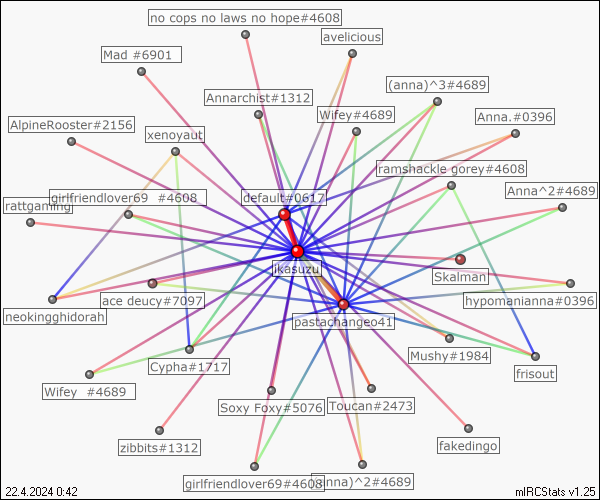 no cops no laws no hope#4608
avelicious
Mad #6901
(anna)^3#4689
Annarchist#1312
Wifey#4689
Anna.#0396
AlpineRooster#2156
xenoyaut
ramshackle gorey#4608
girlfriendlover69 #4608
default#0617
Anna^2#4689
rattgaming
jikasuzu
Skalman
ace deucy#7097
hypomanianna#0396
neokingghidorah
pastachangeo41
Mushy#1984
Cypha#1717
frisout
Wifey #4689
Soxy Foxy#5076
Toucan#2473
zibbits#1312
fakedingo
girlfriendlover69#4608
(anna)^2#4689
22.4.2024 0:42
mIRCStats v1.25